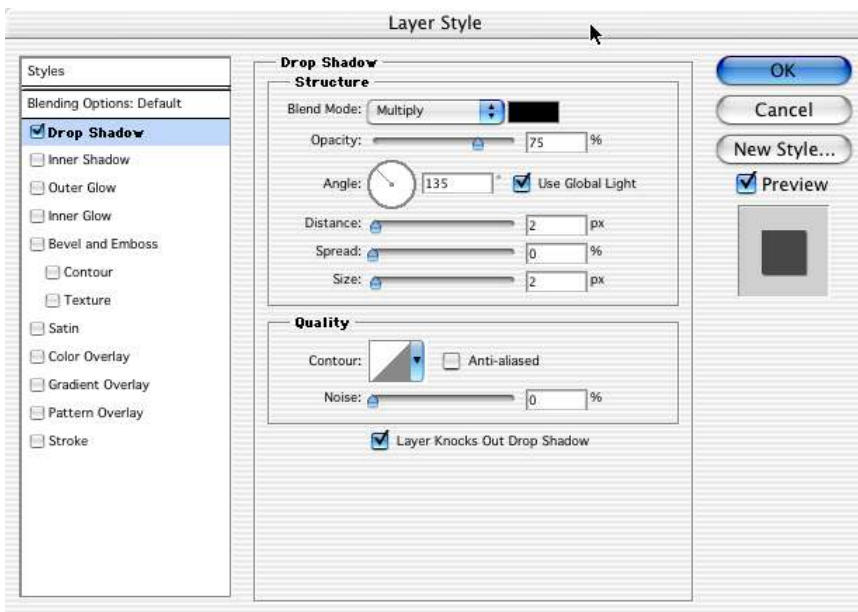 Layer Style
Styles
Blending Options: Default
Drop Shadow
Inner Shadow
Outer Glow
Inner Glow
Bevel and Emboss
Contour
Texture
Satin
Color Overlay
Gradient Overlay
Pattern Overlay
Stroke
Drop Shadow
Structure
Blend Mode: Multiply
Opacity: 75 %
Angle: 135 ° Use Global Light
Distance: 2 px
Spread: 0 %
Size: 2 px
Quality
Contour: Anti-aliased
Noise: 0 %
Layer Knocks Out Drop Shadow
OK
Cancel
New Style...
Preview